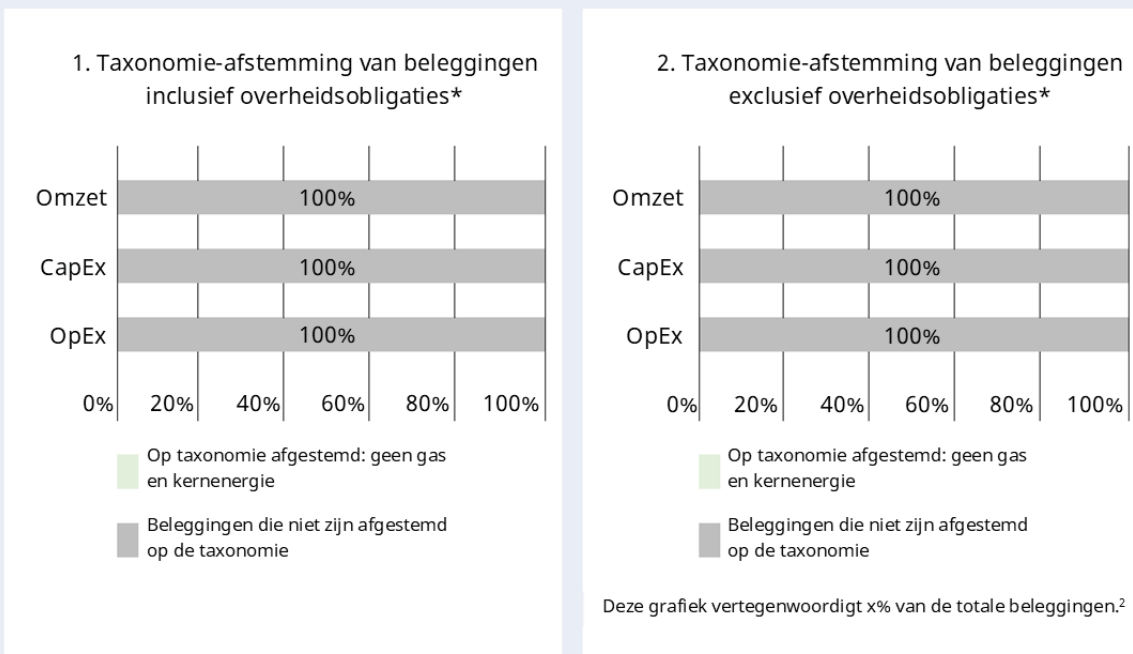 1. Taxonomie-afstemming van beleggingen
inclusief overheidsobligaties*
Omzet 100%
CapEx 100%
OpEx 100%
0% 20% 40% 60% 80% 100%
Op taxonomie afgestemd: geen gas
en kernenergie
Beleggingen die niet zijn afgestemd
op de taxonomie
2. Taxonomie-afstemming van beleggingen
exclusief overheidsobligaties*
Omzet 100%
CapEx 100%
OpEx 100%
0% 20% 40% 60% 80% 100%
Op taxonomie afgestemd: geen gas
en kernenergie
Beleggingen die niet zijn afgestemd
op de taxonomie
Deze grafiek vertegenwoordigt x% van de totale beleggingen.²